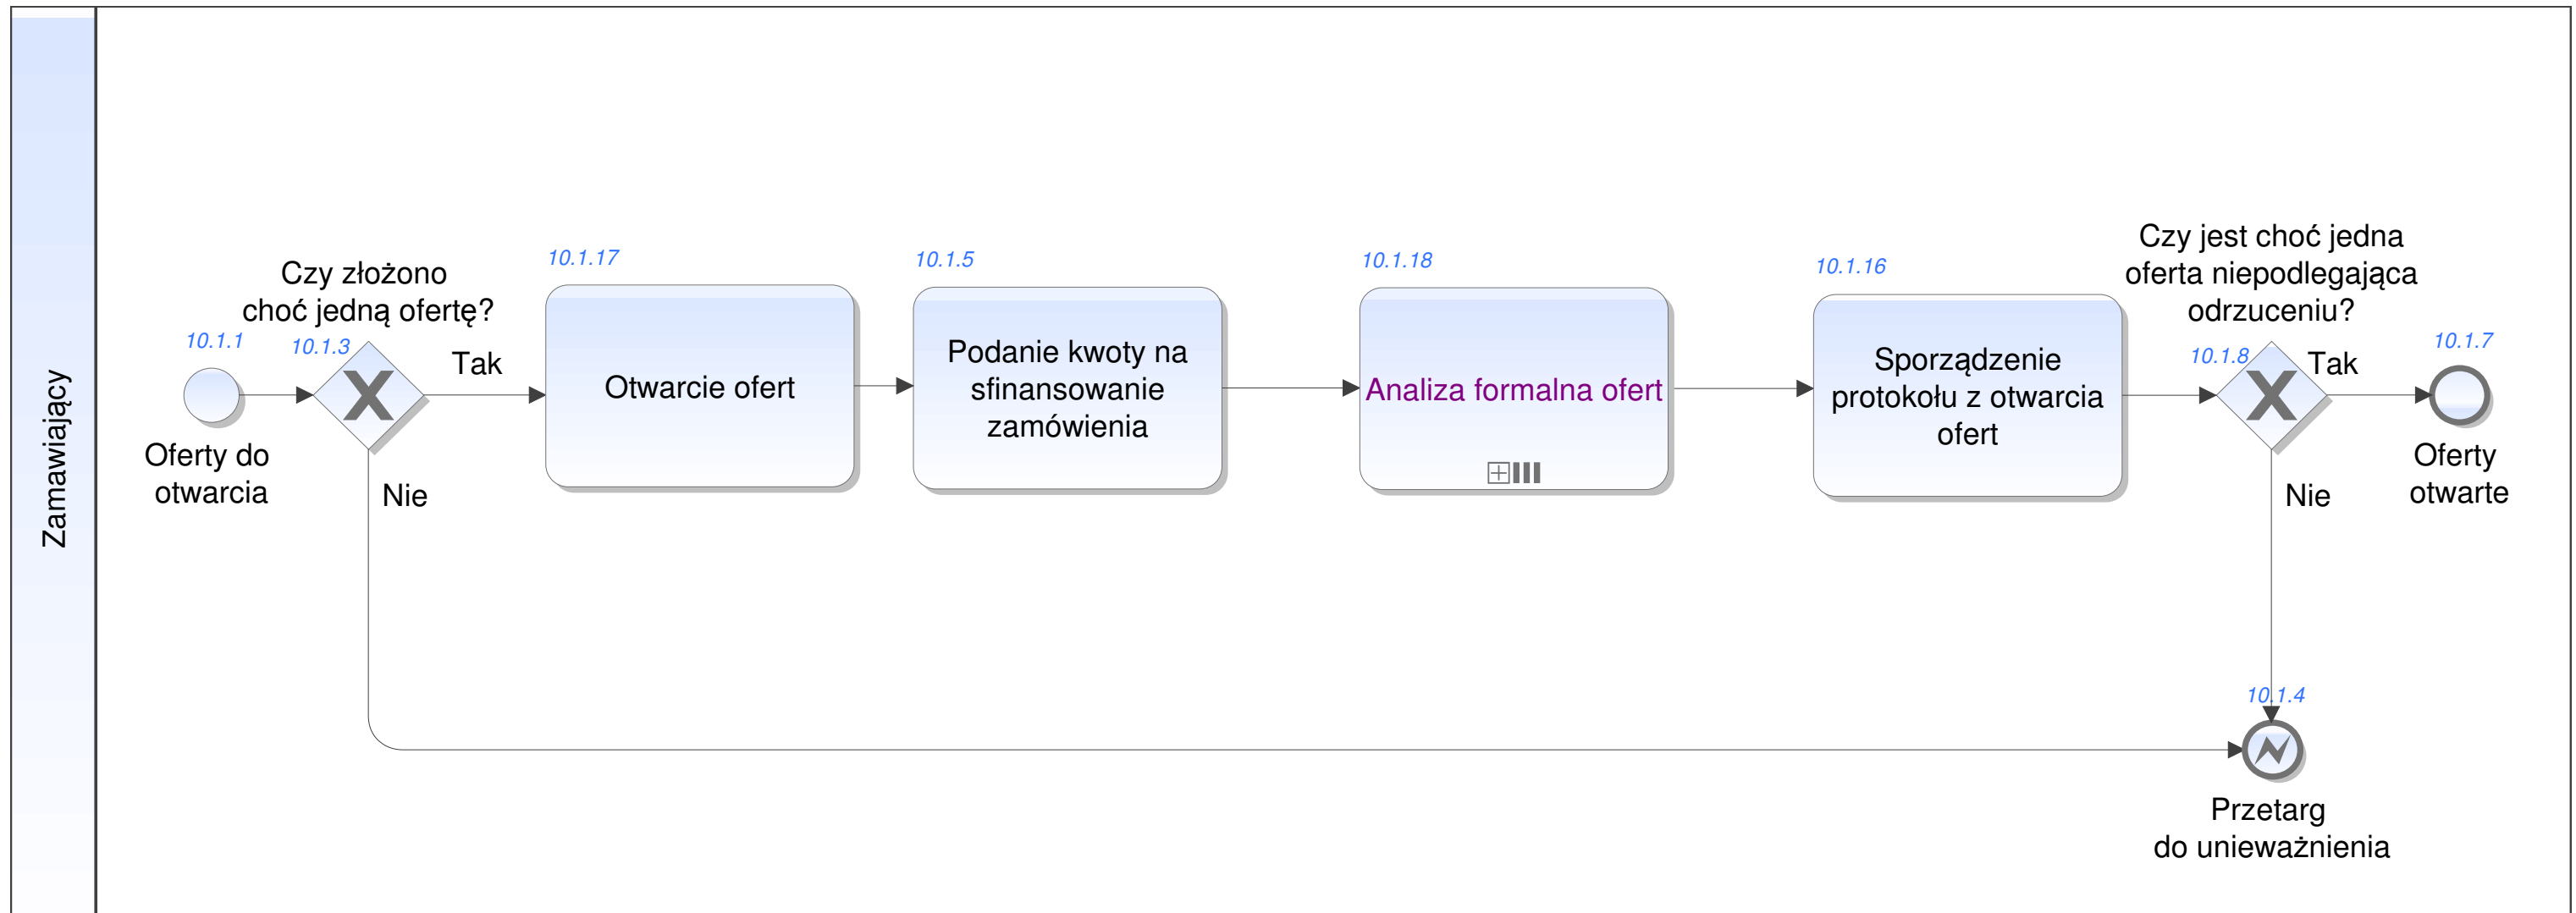 Zamawiający
10.1.1
Oferty do
otwarcia
Czy złożono
choć jedną ofertę?
10.1.3
Tak
Nie
10.1.17
Otwarcie ofert
10.1.5
Podanie kwoty na
sfinansowanie
zamówienia
10.1.18
Analiza formalna ofert
10.1.16
Sporządzenie
protokołu z otwarcia
ofert
Czy jest choć jedna
oferta niepodlegająca
odrzuceniu?
10.1.8
Tak
Nie
10.1.7
Oferty
otwarte
10.1.4
Przetarg
do unieważnienia